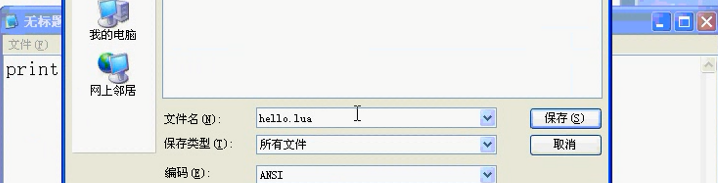 无标题
文件(F)
print
我的电脑
网上邻居
文件名(N):
hello.lua
保存(S)
保存类型(T):
所有文件
取消
编码(E):
ANSI